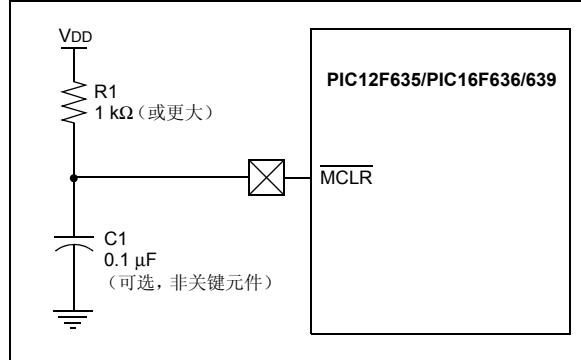 VDD
R1
1 kΩ（或更大）
PIC12F635/PIC16F636/639
MCLR
C1
0.1 μF
（可选，非关键元件）